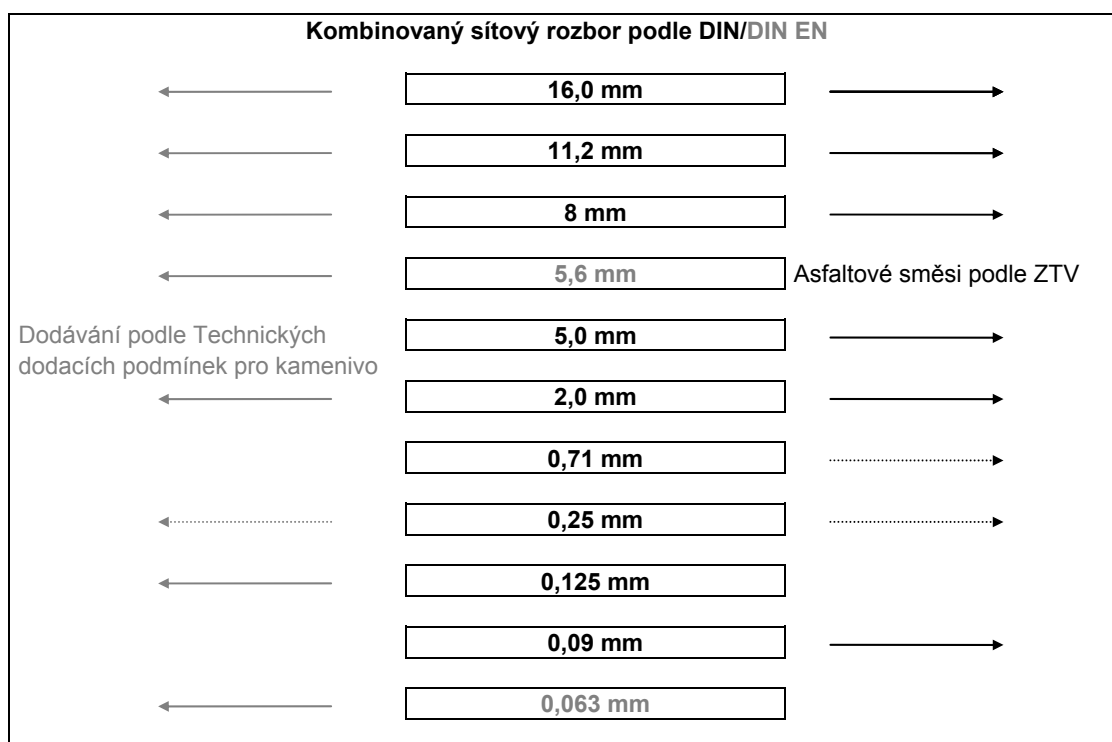 Kombinovaný sítový rozbor podle DIN/DIN EN
16,0 mm
11,2 mm
8 mm
5,6 mm
Asfaltové směsi podle ZTV
Dodávání podle Technických
dodacích podmínek pro kamenivo
5,0 mm
2,0 mm
0,71 mm
0,25 mm
0,125 mm
0,09 mm
0,063 mm